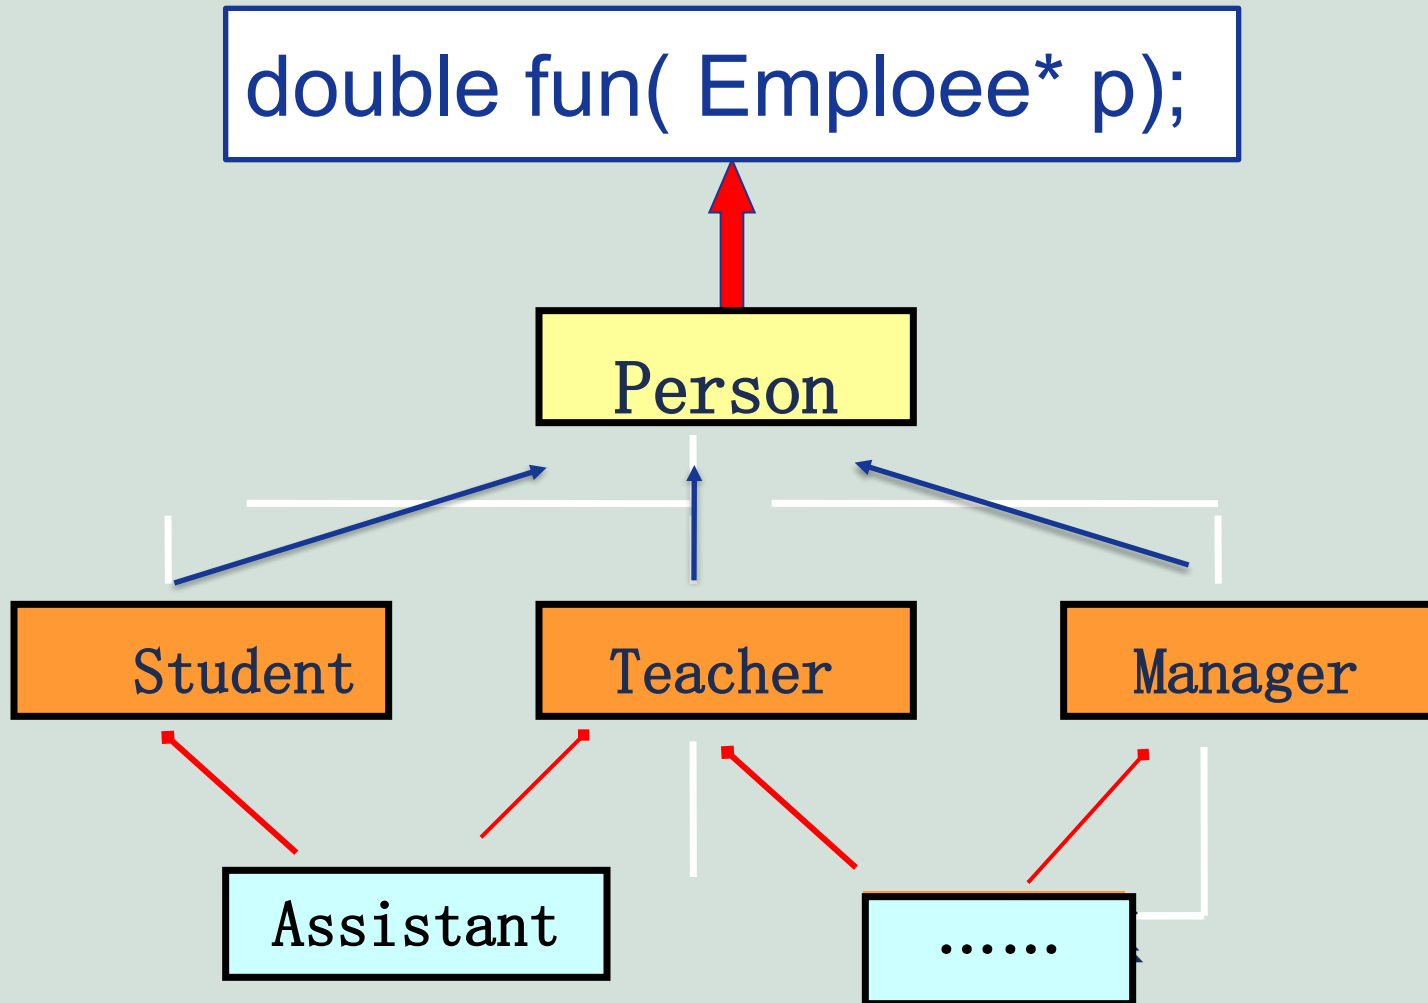 double fun( Emploee* p);
Person
Student
Teacher
Manager
Assistant
……